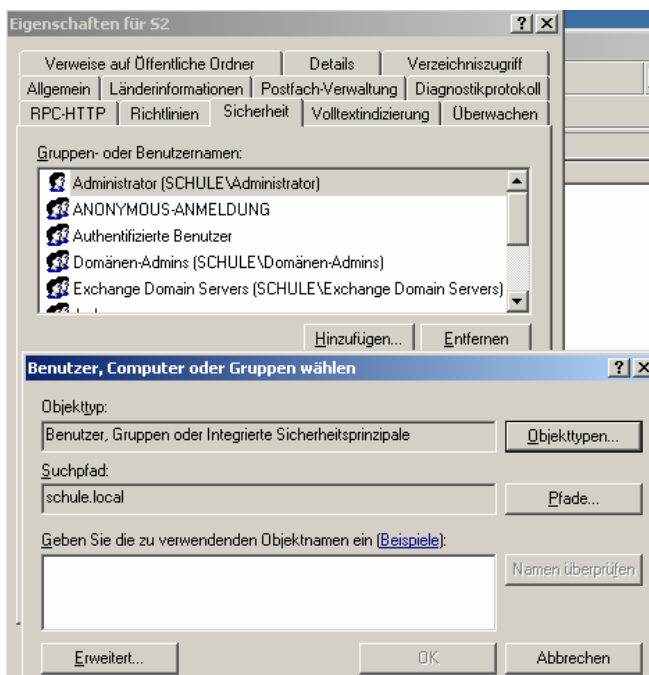 Eigenschaften für S2
Verweise auf Öffentliche Ordner Details Verzeichniszugriff
Allgemein Länderinformationen Postfach-Verwaltung Diagnostikprotokoll
RPC-HTTP Richtlinien Sicherheit Volltextindizierung Überwachen
Gruppen- oder Benutzernamen:
Administrator (SCHULE\Administrator)
ANONYMOUS-ANMELDUNG
Authentifizierte Benutzer
Domänen-Admins (SCHULE\Domänen-Admins)
Exchange Domain Servers (SCHULE\Exchange Domain Servers)
Hinzufügen... Entfernen
Benutzer, Computer oder Gruppen wählen
Objekttyp:
Benutzer, Gruppen oder Integrierte Sicherheitsprinzipale Objekttypen...
Suchpfad:
schule.local Pfade...
Geben Sie die zu verwendenden Objektnamen ein (Beispiele):
Namen überprüfen
Erweitert... OK Abbrechen